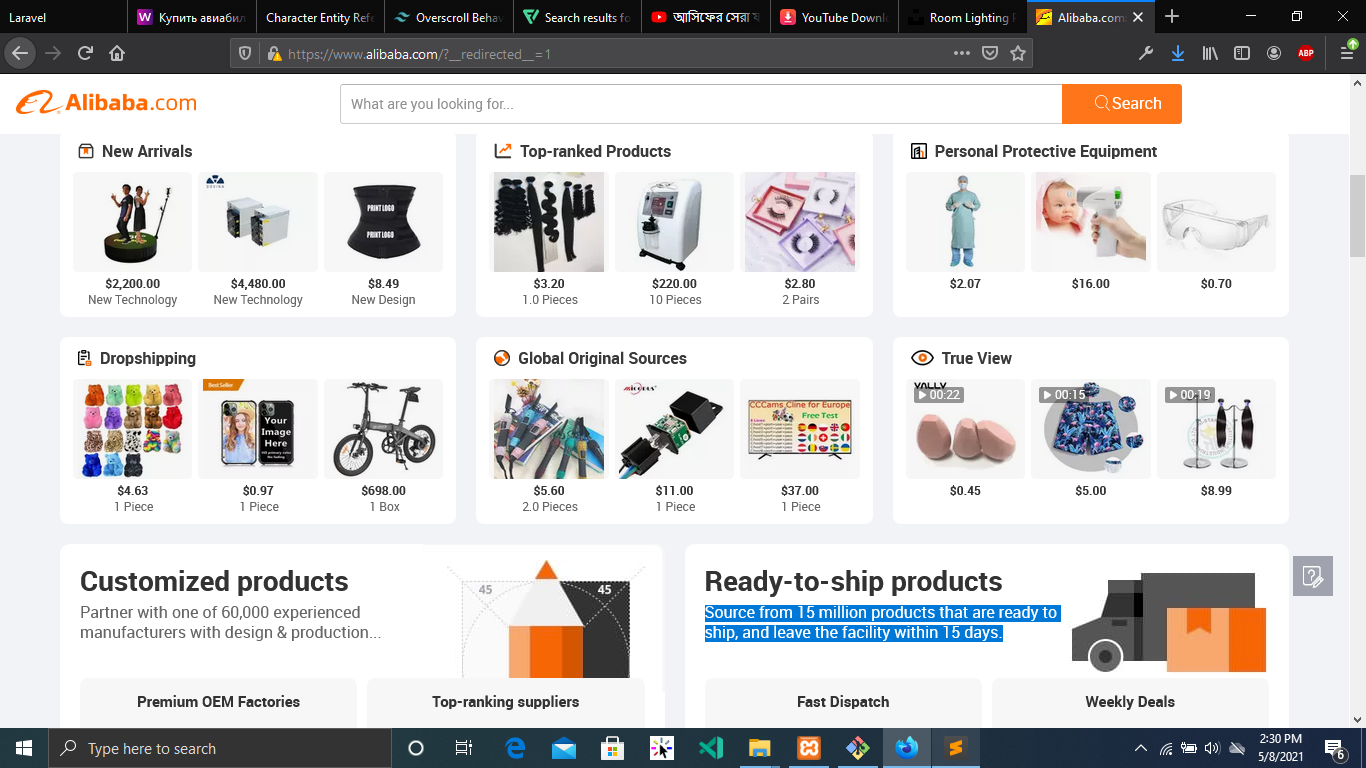 Laravel
Купить авиабил
Character Entity Refe
Overscroll Behav
Search results fo
আসিফের সেরা য
YouTube Downl
Room Lighting P
Alibaba.com:
https://www.alibaba.com/?__redirected__=1
ABP
Alibaba.com
What are you looking for...
Search
New Arrivals
PRINT LOGO
PRINT LOGO
$2,200.00
$4,480.00
$8.49
New Technology
New Technology
New Design
Top-ranked Products
$3.20
$220.00
$2.80
1.0 Pieces
10 Pieces
2 Pairs
Personal Protective Equipment
$2.07
$16.00
$0.70
Dropshipping
Best Seller
Your
Image
Here
$4.63
$0.97
$698.00
1 Piece
1 Piece
1 Box
Global Original Sources
CCCams Cline for Europe
Free Test
$5.60
$11.00
$37.00
2.0 Pieces
1 Piece
1 Piece
True View
00:22
00:15
00:19
$0.45
$5.00
$8.99
Customized products
Partner with one of 60,000 experienced
manufacturers with design & production...
45
45
Premium OEM Factories
Top-ranking suppliers
Ready-to-ship products
Source from 15 million products that are ready to
ship, and leave the facility within 15 days.
Fast Dispatch
Weekly Deals
Type here to search
2:30 PM
5/8/2021
6